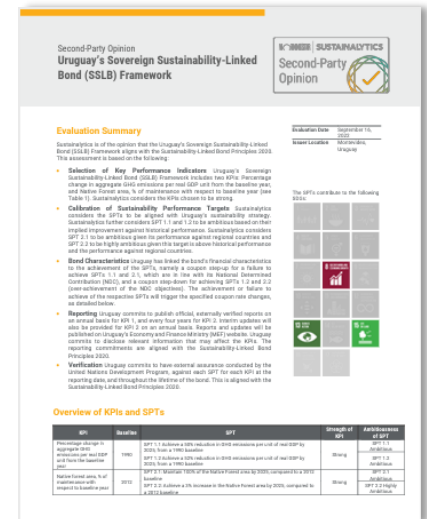 Second-Party Opinion
Uruguay's Sovereign Sustainability-Linked
Bond (SSLB) Framework
SUSTAINALYTICS
Second-Party
Opinion
Evaluation Summary
Sustainalytics is of the opinion that the Uruguay's Sovereign Sustainability-Linked
Bond (SSLB) Framework aligns with the Sustainability-Linked Bond Principles 2020.
This assessment is based on the following:
Selection of Key Performance Indicators Uruguay's Sovereign
Sustainability-Linked Bond (SSLB) Framework includes two KPIs: Percentage
change in aggregate GHG emissions per real GDP unit from the baseline year,
and Native Forest area, % of maintenance with respect to baseline year (see
Table 1). Sustainalytics considers the KPIs chosen to be strong.
Calibration of Sustainability Performance Targets Sustainalytics
considers the SPTs to be aligned with Uruguay's sustainability strategy.
Sustainalytics further considers SPT 1.1 and 1.2 to be ambitious based on their
implied improvement against historical performance. Sustainalytics considers
SPT 2.1 to be ambitious given its performance against regional countries and
SPT 2.2 to be highly ambitious given this target is above historical performance
and the performance against regional countries.
Bond Characteristics Uruguay has linked the bond's financial characteristics
to the achievement of the SPTs, namely a coupon step-up for a failure to
achieve SPTs 1.1 and 2.1, which are in line with its National Determined
Contribution (NDC), and a coupon step-down for achieving SPTs 1.2 and 2.2
(over-achievement of the NDC objectives). The achievement or failure to
achieve of the respective SPTs will trigger the specified coupon rate changes,
as detailed below.
Reporting Uruguay commits to publish official, externally verified reports on
an annual basis for KPI 1, and every four years for KPI 2. Interim updates will
also be provided for KPI 2 on an annual basis. Reports and updates will be
published on Uruguay's Economy and Finance Ministry (MEF) website. Uruguay
commits to disclose relevant information that may affect the KPIs. The
reporting commitments are aligned with the Sustainability-Linked Bond
Principles 2020.
Verification Uruguay commits to have external assurance conducted by the
United Nations Development Program, against each SPT for each KPI at the
reporting date, and throughout the lifetime of the bond. This is aligned with the
Sustainability-Linked Bond Principles 2020.
Evaluation Date September 16,
2022
Issuer Location Montevideo,
Uruguay
The SPTs contribute to the following
SDGs:
Overview of KPIs and SPTs
KPI Baseline SPT Strength of KPI Ambitiousness of SPT
Percentage change in
aggregate GHG
emissions per real GDP
unit from the baseline
year
1990
SPT 1.1 Achieve a 50% reduction in GHG emissions per unit of real GDP by
2025, from a 1990 baseline
SPT 1.2 Achieve a 52% reduction in GHG emissions per unit of real GDP by
2025, from a 1990 baseline
Strong
SPT 1.1
Ambitious
SPT 1.2
Ambitious
Native forest area, % of
maintenance with
respect to baseline year
2012
SPT 2.1: Maintain 100% of the Native Forest area by 2025, compared to a 2012
baseline
SPT 2.2: Achieve a 3% increase in the Native Forest area by 2025, compared to
a 2012 baseline
Strong
SPT 2.1
Ambitious
SPT 2.2 Highly
Ambitious